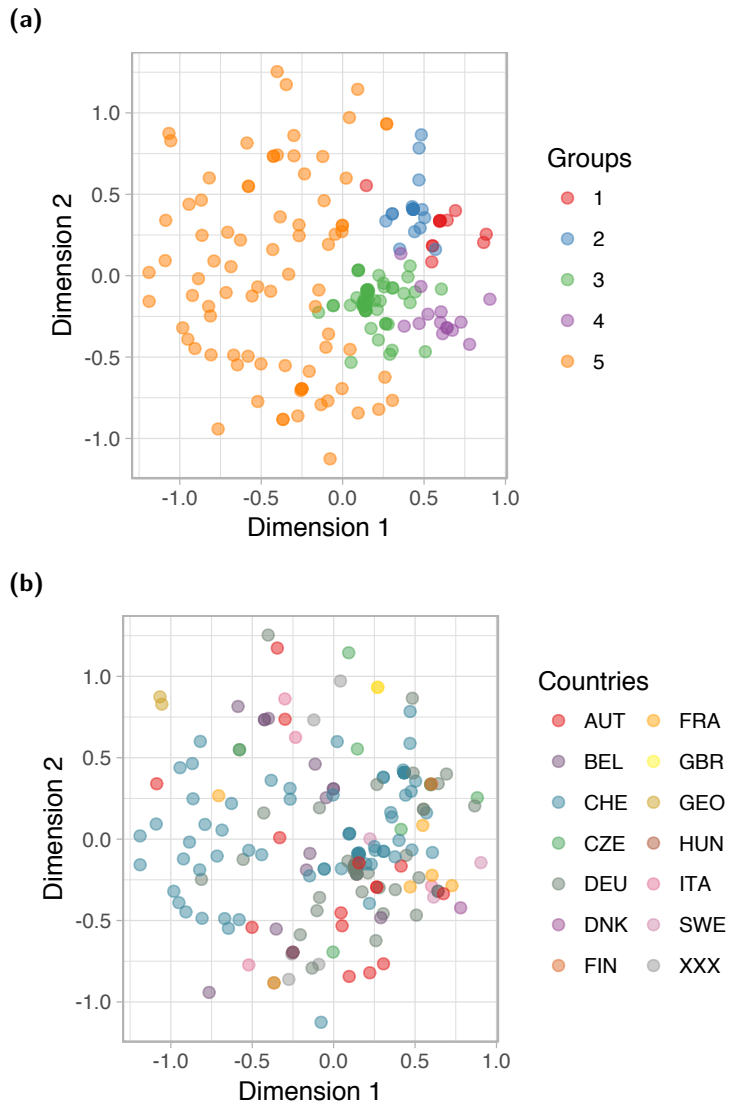 (a)
1.0
0.5
0.0
-0.5
-1.0
Dimension 2
-1.0 -0.5 0.0 0.5 1.0
Dimension 1
Groups
1
2
3
4
5
(b)
1.0
0.5
0.0
-0.5
-1.0
Dimension 2
-1.0 -0.5 0.0 0.5 1.0
Dimension 1
Countries
AUT FRA
BEL GBR
CHE GEO
CZE HUN
DEU ITA
DNK SWE
FIN XXX